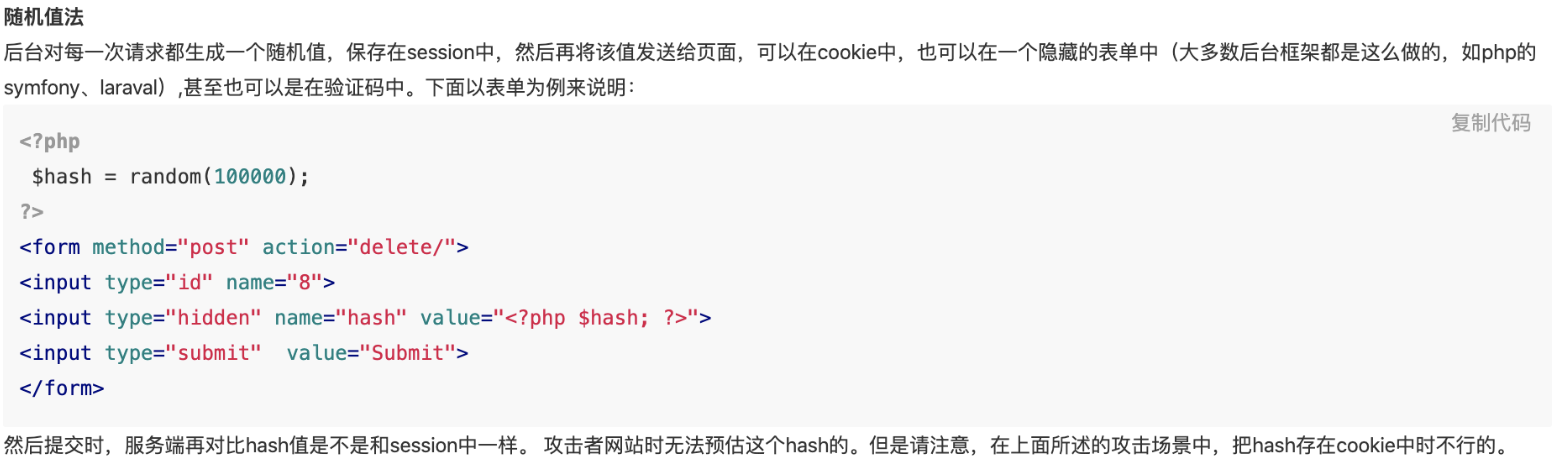 随机值法
后台对每一次请求都生成一个随机值，保存在session中，然后再将该值发送给页面，可以在cookie中，也可以在一个隐藏的表单中（大多数后台框架都是这么做的，如php的
symfony、laraval）,甚至也可以是在验证码中。下面以表单为例来说明：
复制代码
<?php
 $hash = random(100000);
?>
<form method="post" action="delete/">
<input type="id" name="8">
<input type="hidden" name="hash" value="<?php $hash; ?>">
<input type="submit"  value="Submit">
</form>
然后提交时，服务端再对比hash值是不是和session中一样。 攻击者网站时无法预估这个hash的。但是请注意，在上面所述的攻击场景中，把hash存在cookie中时不行的。